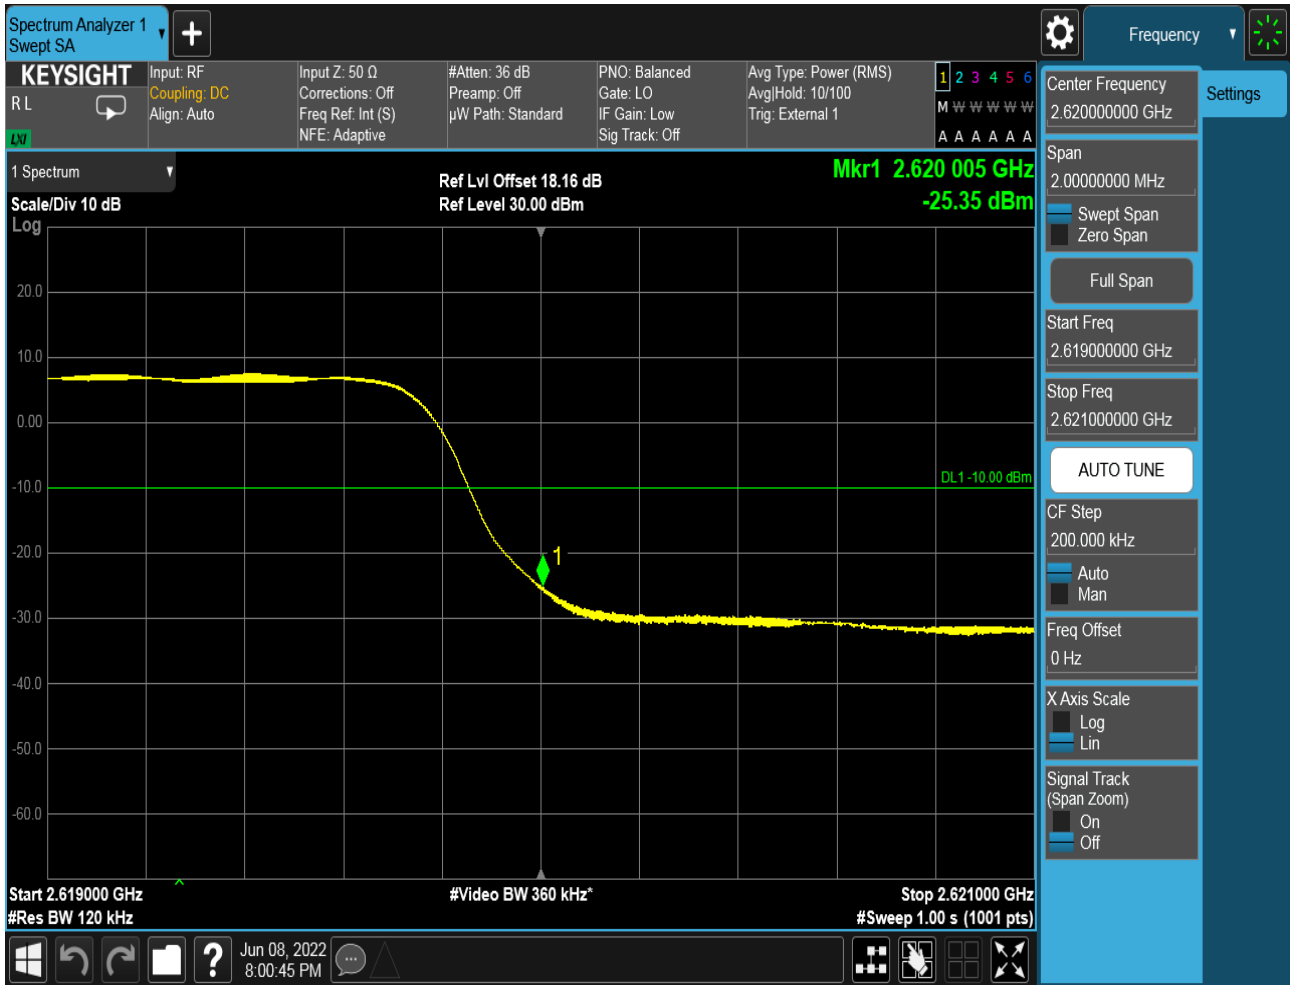 Spectrum Analyzer 1
Swept SA
Frequency
KEYSIGHT
R L
LXI
Input: RF
Coupling: DC
Align: Auto
Input Z: 50 Ω
Corrections: Off
Freq Ref: Int (S)
NFE: Adaptive
#Atten: 36 dB
Preamp: Off
µW Path: Standard
PNO: Balanced
Gate: LO
IF Gain: Low
Sig Track: Off
Avg Type: Power (RMS)
Avg|Hold: 10/100
Trig: External 1
1 2 3 4 5 6
M W W W W W
A A A A A A
1 Spectrum
Scale/Div 10 dB
Log
Ref Lvl Offset 18.16 dB
Ref Level 30.00 dBm
Mkr1 2.620 005 GHz
-25.35 dBm
20.0
10.0
0.00
-10.0
-20.0
-30.0
-40.0
-50.0
-60.0
DL1 -10.00 dBm
1
Start 2.619000 GHz
#Res BW 120 kHz
#Video BW 360 kHz*
Stop 2.621000 GHz
#Sweep 1.00 s (1001 pts)
Jun 08, 2022
8:00:45 PM
?
Center Frequency
2.620000000 GHz
Span
2.00000000 MHz
Swept Span
Zero Span
Full Span
Start Freq
2.619000000 GHz
Stop Freq
2.621000000 GHz
AUTO TUNE
CF Step
200.000 kHz
Auto
Man
Freq Offset
0 Hz
X Axis Scale
Log
Lin
Signal Track
(Span Zoom)
On
Off
Settings